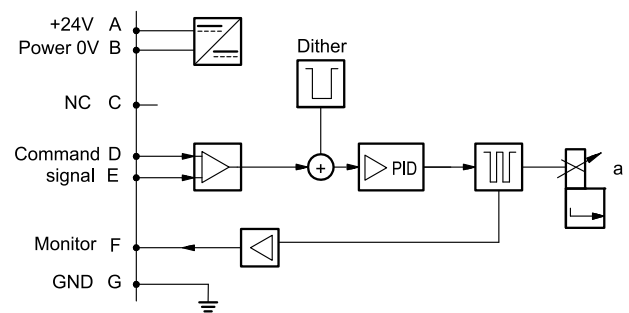 +24V A
Power 0V B
Dither
NC C
Command D
signal E
+
PID
a
Monitor F
GND G